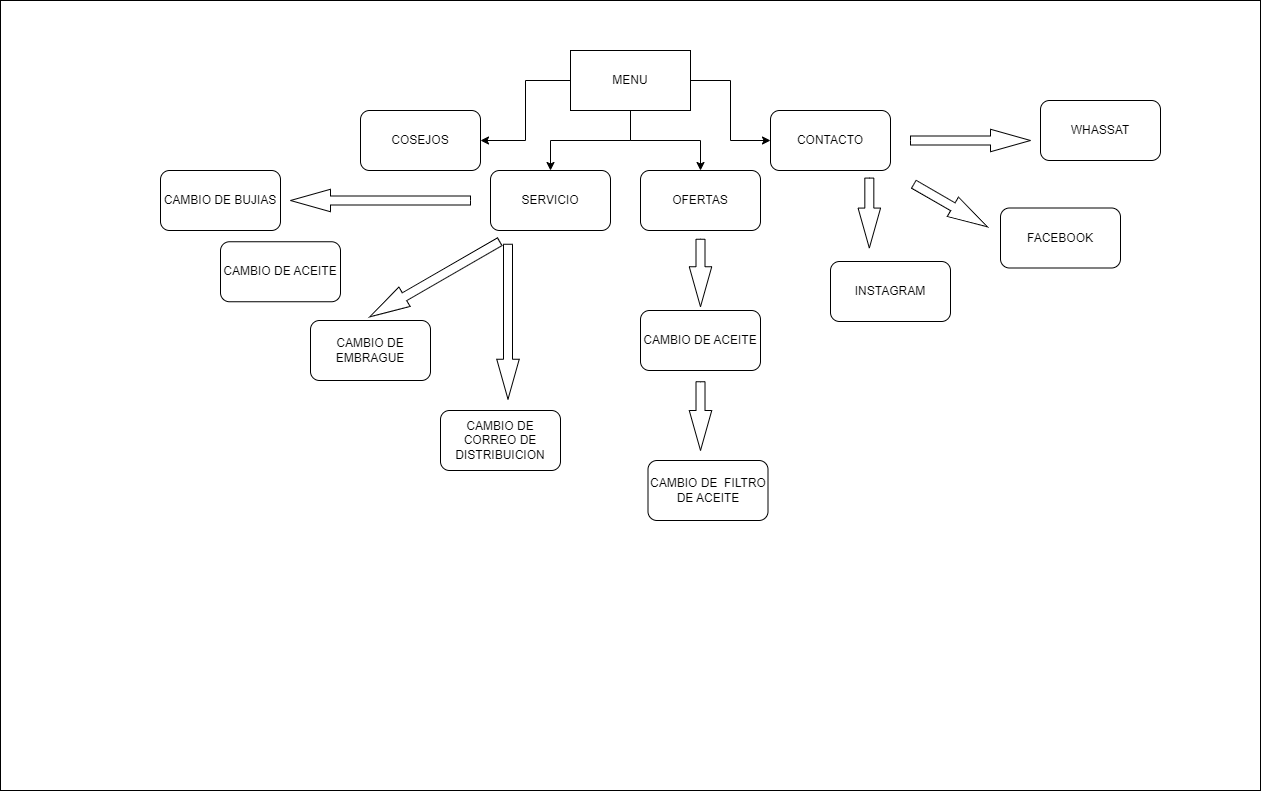 MENU
COSEJOS
CONTACTO
WHASSAT
CAMBIO DE BUJIAS
SERVICIO
OFERTAS
FACEBOOK
CAMBIO DE ACEITE
INSTAGRAM
CAMBIO DE
EMBRAGUE
CAMBIO DE ACEITE
CAMBIO DE
CORREO DE
DISTRIBUICION
CAMBIO DE FILTRO
DE ACEITE